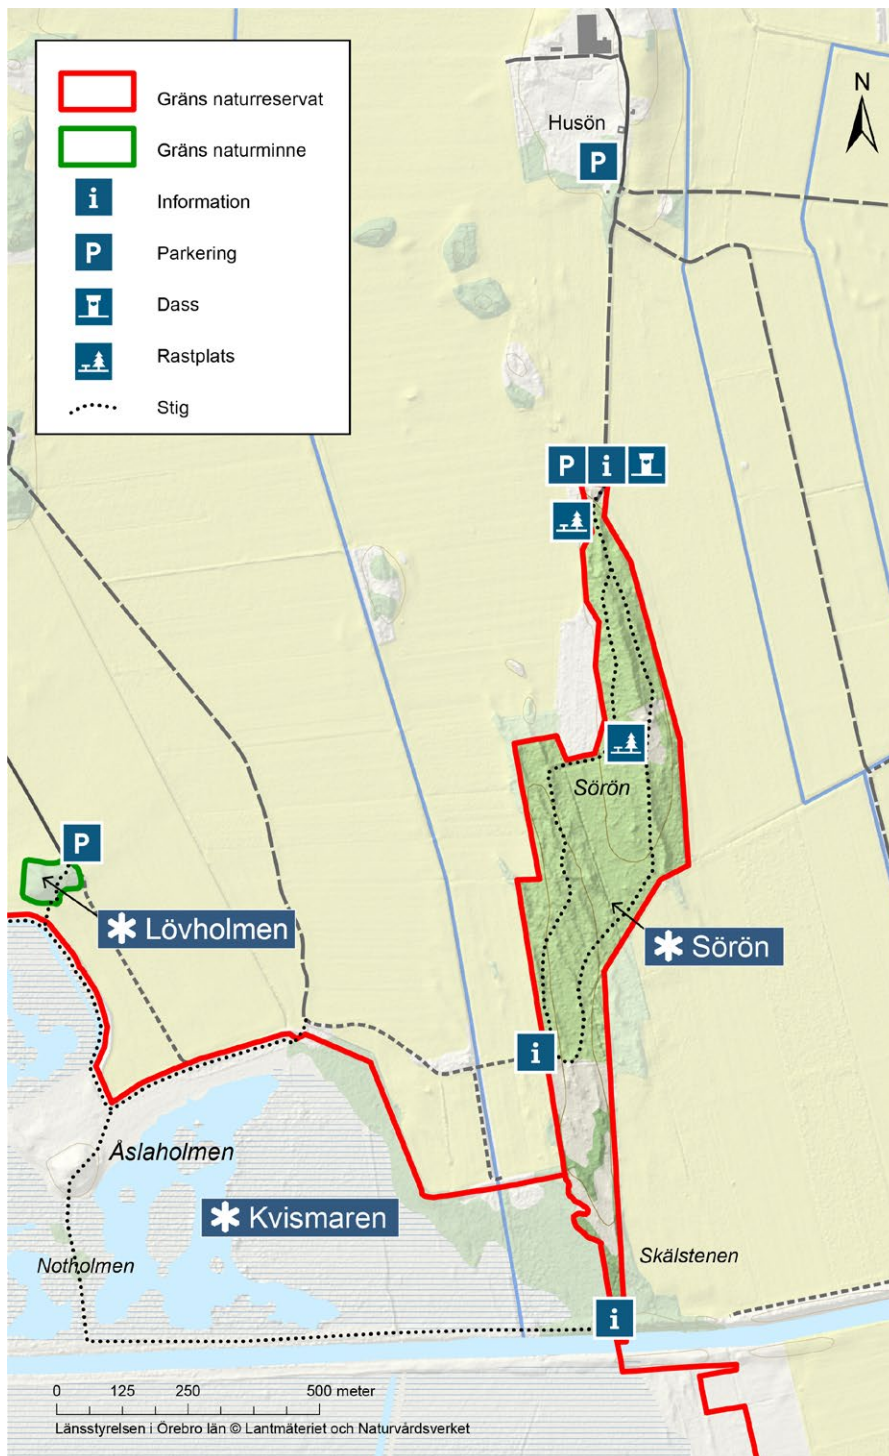 Gräns naturreservat
Gräns naturminne
i Information
P Parkering
Dass
Rastplats
Stig
N
Husön
P
P i
Sörön
P
Lövholmen
Sörön
i
Åslaholmen
Kvismaren
Notholmen
Skälstenen
i
0 125 250 500 meter
Länsstyrelsen i Örebro län © Lantmäteriet och Naturvårdsverket